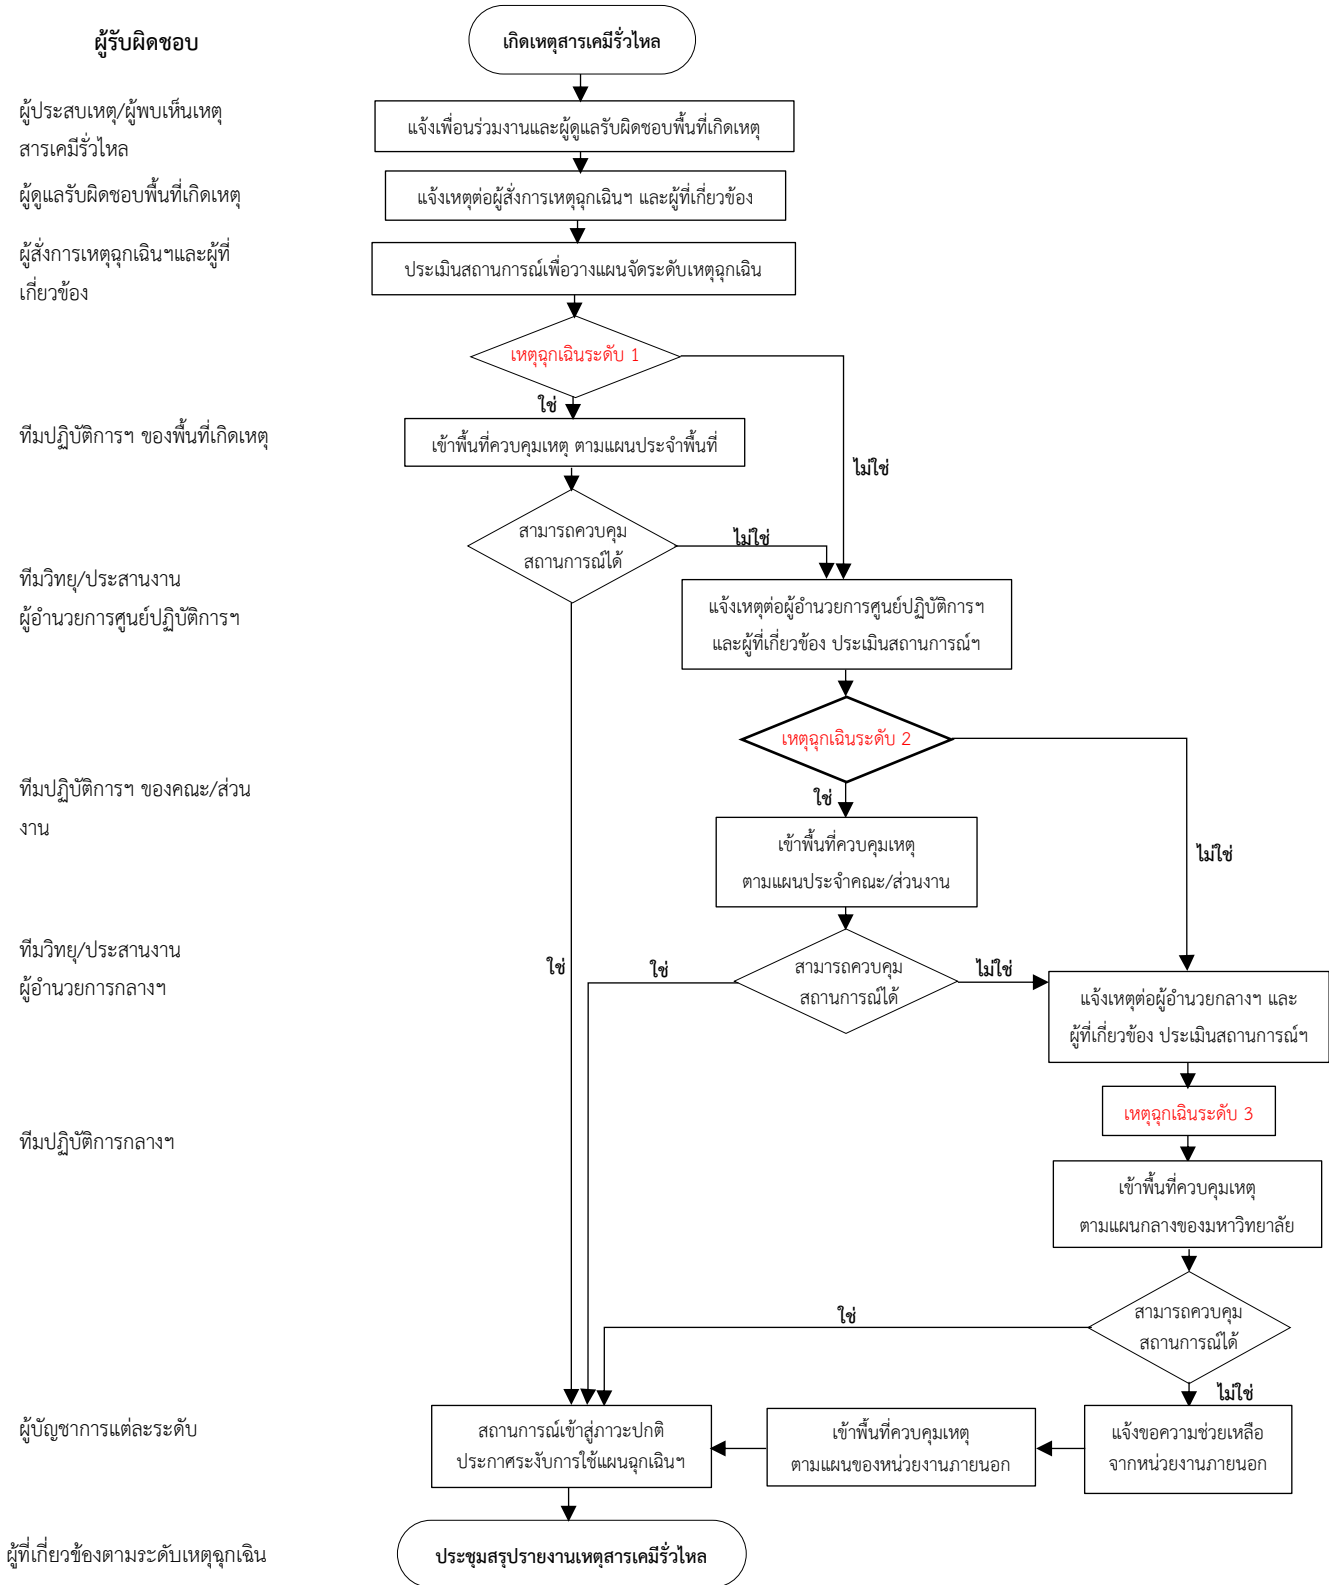 ผู้รับผิดชอบ
เกิดเหตุสารเคมีรั่วไหล
ผู้ประสบเหตุ/ผู้พบเห็นเหตุ
สารเคมีรั่วไหล
แจ้งเพื่อนร่วมงานและผู้ดูแลรับผิดชอบพื้นที่เกิดเหตุ
ผู้ดูแลรับผิดชอบพื้นที่เกิดเหตุ
แจ้งเหตุต่อผู้สั่งการเหตุฉุกเฉินฯ และผู้ที่เกี่ยวข้อง
ผู้สั่งการเหตุฉุกเฉินฯและผู้ที่
เกี่ยวข้อง
ประเมินสถานการณ์เพื่อวางแผนจัดระดับเหตุฉุกเฉิน
เหตุฉุกเฉินระดับ 1
ใช่
ไม่ใช่
ทีมปฏิบัติการฯ ของพื้นที่เกิดเหตุ
เข้าพื้นที่ควบคุมเหตุ ตามแผนประจำพื้นที่
สามารถควบคุม
สถานการณ์ได้
ไม่ใช่
ทีมวิทยุ/ประสานงาน
ผู้อำนวยการศูนย์ปฏิบัติการฯ
แจ้งเหตุต่อผู้อำนวยการศูนย์ปฏิบัติการฯ
และผู้ที่เกี่ยวข้อง ประเมินสถานการณ์ฯ
เหตุฉุกเฉินระดับ 2
ใช่
ไม่ใช่
ทีมปฏิบัติการฯ ของคณะ/ส่วน
งาน
เข้าพื้นที่ควบคุมเหตุ
ตามแผนประจำคณะ/ส่วนงาน
ทีมวิทยุ/ประสานงาน
ผู้อำนวยการกลางฯ
ใช่
ใช่
สามารถควบคุม
สถานการณ์ได้
ไม่ใช่
แจ้งเหตุต่อผู้อำนวยกลางฯ และ
ผู้ที่เกี่ยวข้อง ประเมินสถานการณ์ฯ
เหตุฉุกเฉินระดับ 3
ทีมปฏิบัติการกลางฯ
เข้าพื้นที่ควบคุมเหตุ
ตามแผนกลางของมหาวิทยาลัย
สามารถควบคุม
สถานการณ์ได้
ใช่
ไม่ใช่
ผู้บัญชาการแต่ละระดับ
สถานการณ์เข้าสู่ภาวะปกติ
ประกาศระงับการใช้แผนฉุกเฉินฯ
เข้าพื้นที่ควบคุมเหตุ
ตามแผนของหน่วยงานภายนอก
แจ้งขอความช่วยเหลือ
จากหน่วยงานภายนอก
ผู้ที่เกี่ยวข้องตามระดับเหตุฉุกเฉิน
ประชุมสรุปรายงานเหตุสารเคมีรั่วไหล